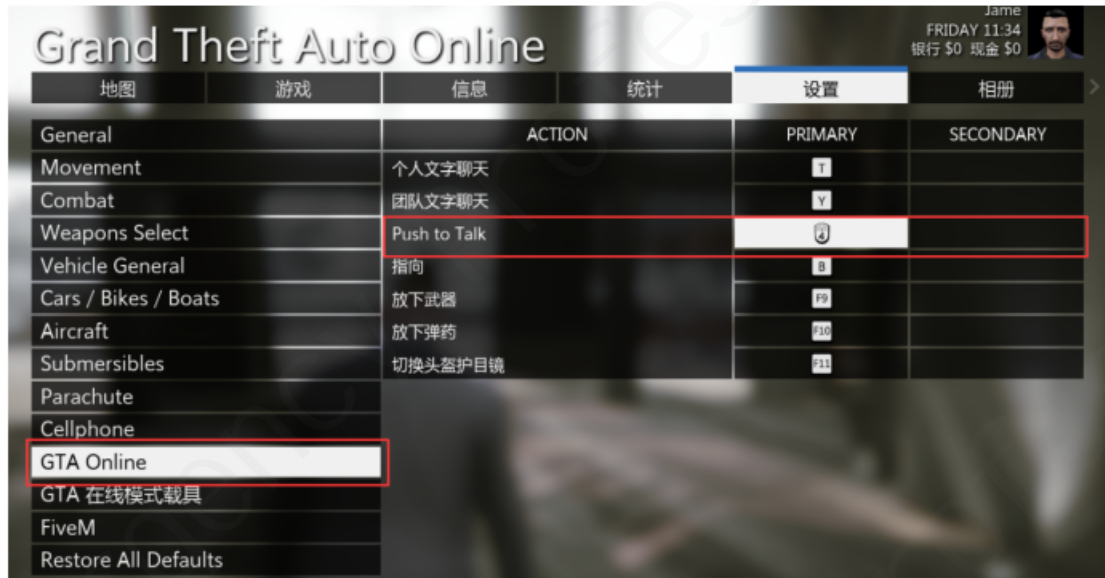 Jame
Grand Theft Auto Online
FRIDAY 11:34
银行 $0 现金 $0
地图 游戏 信息 统计 设置 相册
General ACTION PRIMARY SECONDARY
Movement 个人文字聊天 T
Combat 团队文字聊天 Y
Weapons Select Push to Talk 4
Vehicle General 指向 B
Cars / Bikes / Boats 放下武器 F9
Aircraft 放下弹药 F10
Submersibles 切换头盔护目镜 F11
Parachute
Cellphone
GTA Online
GTA 在线模式载具
FiveM
Restore All Defaults